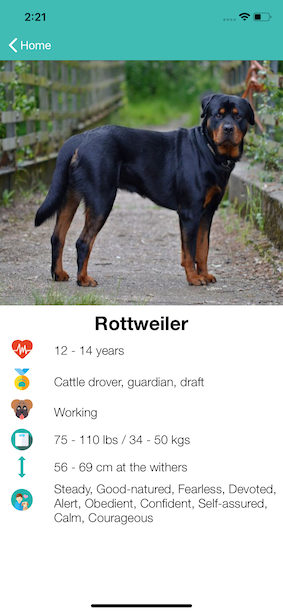 2:21
Home
Rottweiler
12 - 14 years
Cattle drover, guardian, draft
Working
75 - 110 lbs / 34 - 50 kgs
56 - 69 cm at the withers
Steady, Good-natured, Fearless, Devoted,
Alert, Obedient, Confident, Self-assured,
Calm, Courageous